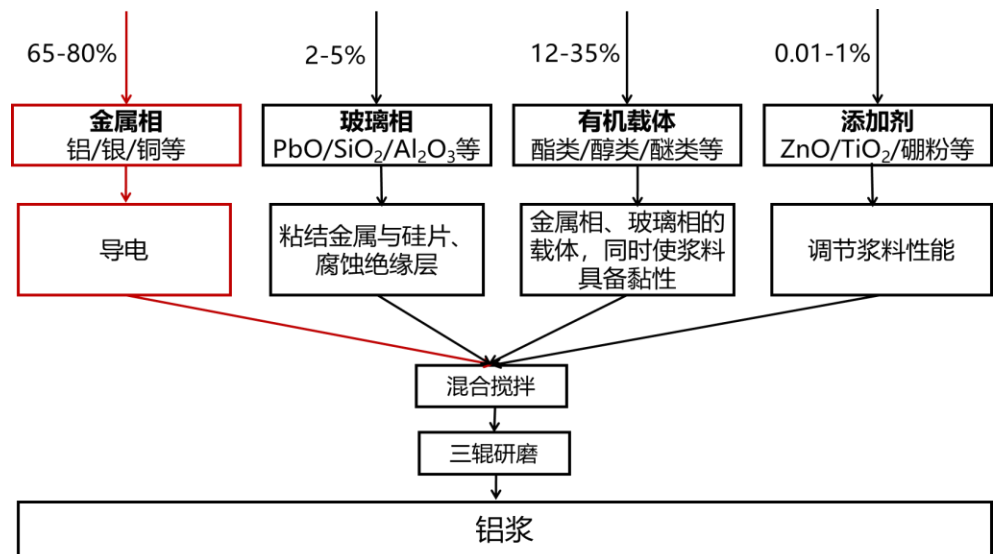 65-80%
2-5%
12-35%
0.01-1%
金属相
铝/银/铜等
玻璃相
PbO/SiO₂/Al₂O₃等
有机载体
酯类/醇类/醚类等
添加剂
ZnO/TiO₂/硼粉等
导电
粘结金属与硅片、
腐蚀绝缘层
金属相、玻璃相的
载体，同时使浆料
具备黏性
调节浆料性能
混合搅拌
三辊研磨
铝浆